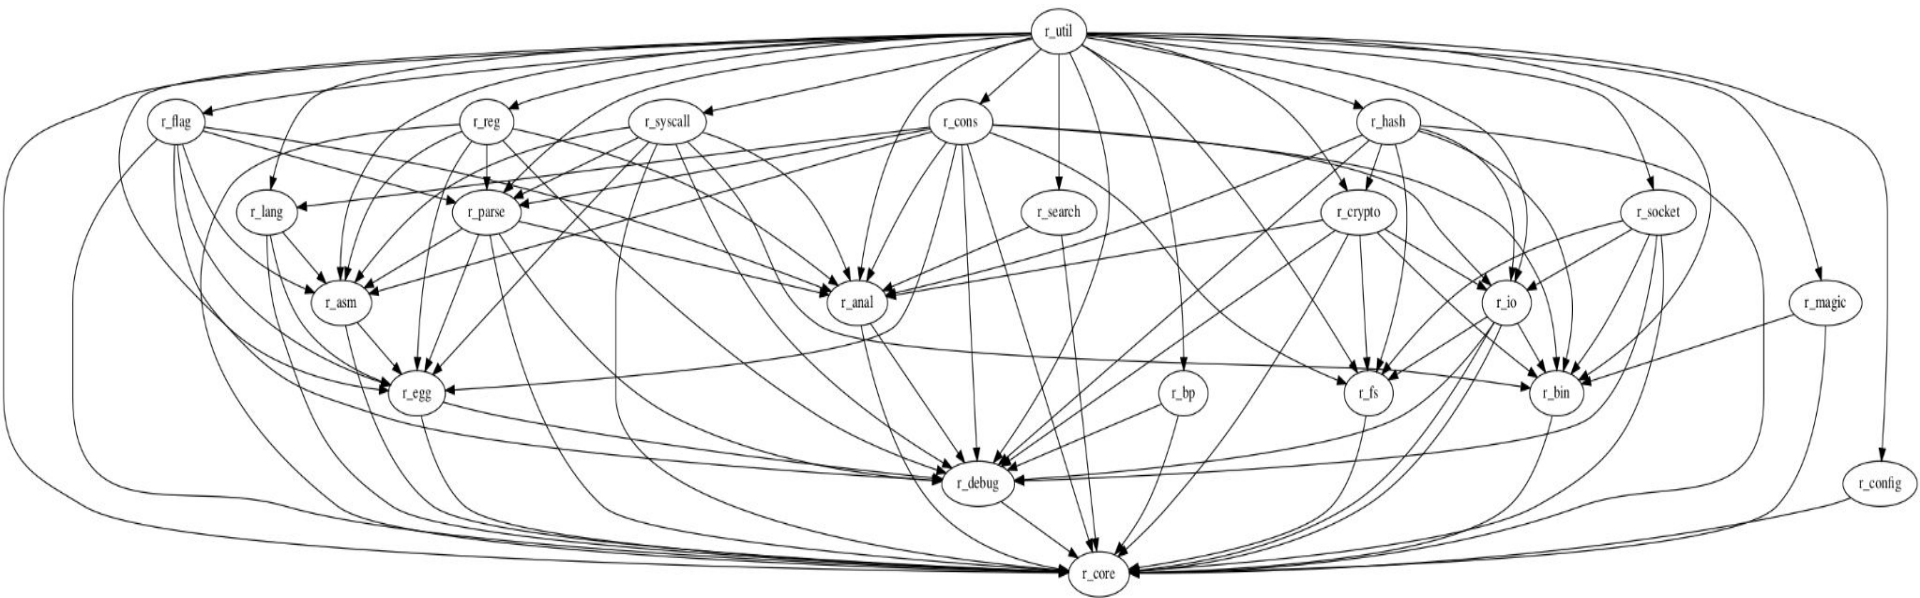 r_util
r_flag
r_reg
r_syscall
r_cons
r_hash
r_lang
r_parse
r_search
r_crypto
r_socket
r_asm
r_anal
r_io
r_magic
r_egg
r_bp
r_fs
r_bin
r_debug
r_config
r_core